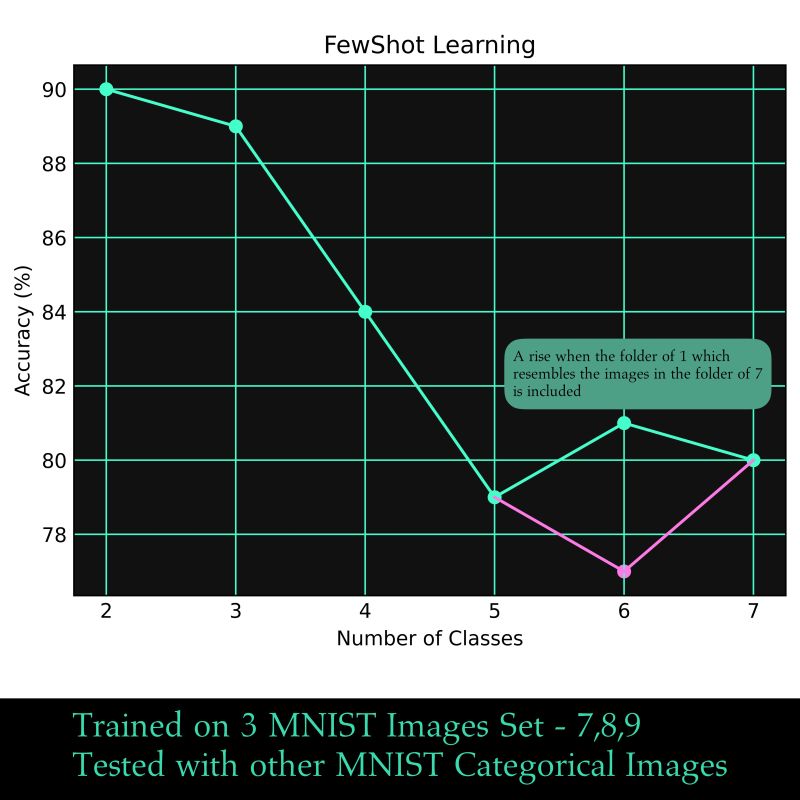 FewShot Learning
90
88
86
84
82
80
78
Accuracy (%)
A rise when the folder of 1 which
resembles the images in the folder of 7
is included
2 3 4 5 6 7
Number of Classes
Trained on 3 MNIST Images Set - 7,8,9
Tested with other MNIST Categorical Images